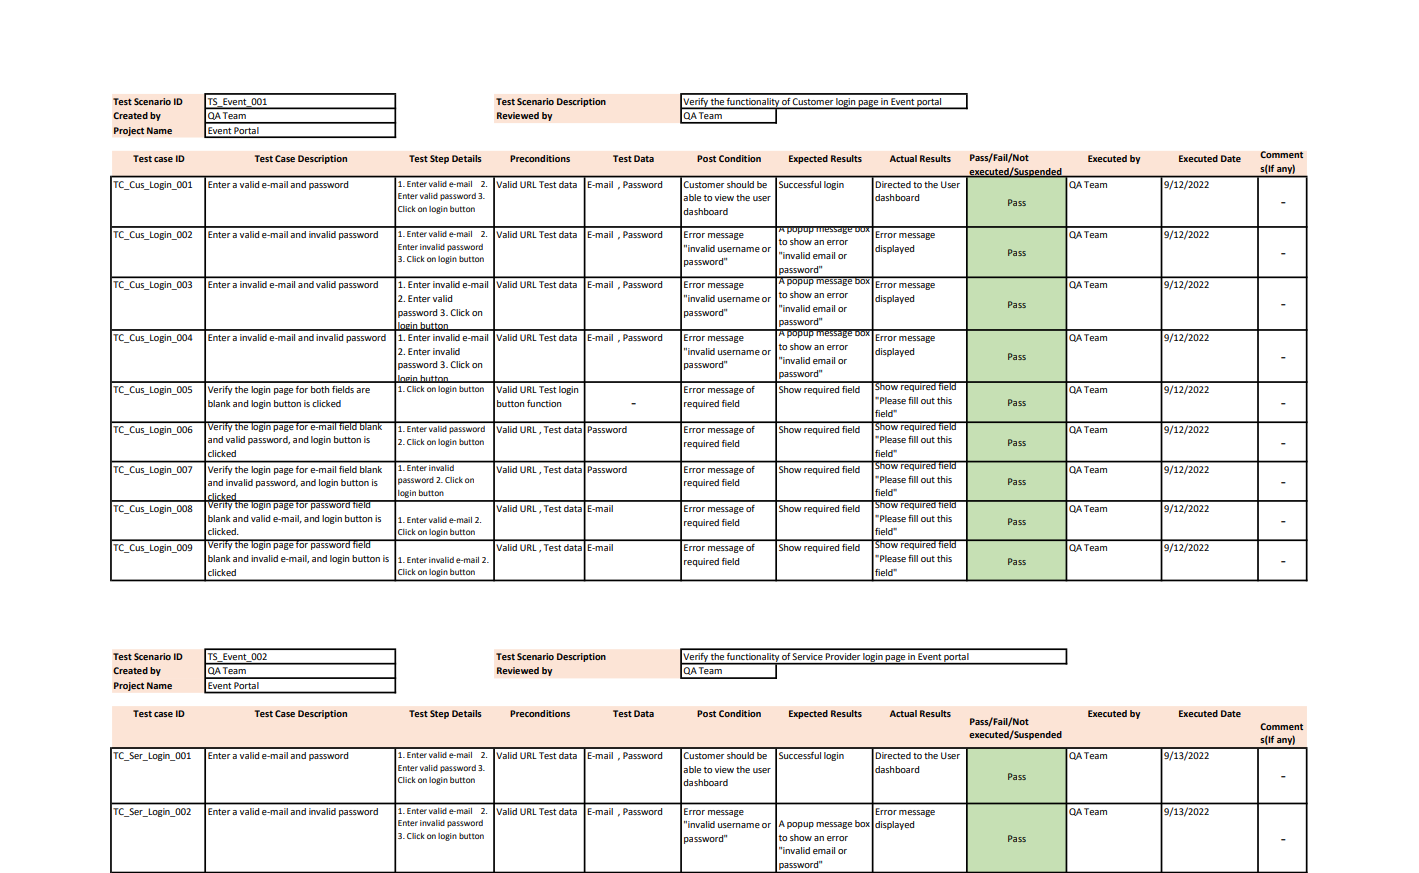 Test Scenario ID TS_Event_001 Test Scenario Description Verify the functionality of Customer login page in Event portal
Created by QA Team Reviewed by QA Team
Project Name Event Portal
Test case ID Test Case Description Test Step Details Preconditions Test Data Post Condition Expected Results Actual Results Pass/Fail/Not executed/Suspended Executed by Executed Date Comment s(If any)
TC_Cus_Login_001 Enter a valid e-mail and password 1. Enter valid e-mail 2. Enter valid password 3. Click on login button Valid URL Test data E-mail , Password Customer should be able to view the user dashboard Successful login Directed to the User dashboard Pass QA Team 9/12/2022 –
TC_Cus_Login_002 Enter a valid e-mail and invalid password 1. Enter valid e-mail 2. Enter invalid password 3. Click on login button Valid URL Test data E-mail , Password Error message "invalid username or password" A popup message box to show an error "invalid email or password" Error message displayed Pass QA Team 9/12/2022 –
TC_Cus_Login_003 Enter a invalid e-mail and valid password 1. Enter invalid e-mail 2. Enter valid password 3. Click on login button Valid URL Test data E-mail , Password Error message "invalid username or password" A popup message box to show an error "invalid email or password" Error message displayed Pass QA Team 9/12/2022 –
TC_Cus_Login_004 Enter a invalid e-mail and invalid password 1. Enter invalid e-mail 2. Enter invalid password 3. Click on login button Valid URL Test data E-mail , Password Error message "invalid username or password" A popup message box to show an error "invalid email or password" Error message displayed Pass QA Team 9/12/2022 –
TC_Cus_Login_005 Verify the login page for both fields are blank and login button is clicked 1. Click on login button Valid URL Test login button function – Error message of required field Show required field Show required field "Please fill out this field" Pass QA Team 9/12/2022 –
TC_Cus_Login_006 Verify the login page for e-mail field blank and valid password, and login button is clicked 1. Enter valid password 2. Click on login button Valid URL , Test data Password Error message of required field Show required field Show required field "Please fill out this field" Pass QA Team 9/12/2022 –
TC_Cus_Login_007 Verify the login page for e-mail field blank and invalid password, and login button is clicked 1. Enter invalid password 2. Click on login button Valid URL , Test data Password Error message of required field Show required field Show required field "Please fill out this field" Pass QA Team 9/12/2022 –
TC_Cus_Login_008 Verify the login page for password field blank and valid e-mail, and login button is clicked. 1. Enter valid e-mail 2. Click on login button Valid URL , Test data E-mail Error message of required field Show required field Show required field "Please fill out this field" Pass QA Team 9/12/2022 –
TC_Cus_Login_009 Verify the login page for password field blank and invalid e-mail, and login button is clicked 1. Enter invalid e-mail 2. Click on login button Valid URL , Test data E-mail Error message of required field Show required field Show required field "Please fill out this field" Pass QA Team 9/12/2022 –
Test Scenario ID TS_Event_002 Test Scenario Description Verify the functionality of Service Provider login page in Event portal
Created by QA Team Reviewed by QA Team
Project Name Event Portal
Test case ID Test Case Description Test Step Details Preconditions Test Data Post Condition Expected Results Actual Results Pass/Fail/Not executed/Suspended Executed by Executed Date Comment s(If any)
TC_Ser_Login_001 Enter a valid e-mail and password 1. Enter valid e-mail 2. Enter valid password 3. Click on login button Valid URL Test data E-mail , Password Customer should be able to view the user dashboard Successful login Directed to the User dashboard Pass QA Team 9/13/2022 –
TC_Ser_Login_002 Enter a valid e-mail and invalid password 1. Enter valid e-mail 2. Enter invalid password 3. Click on login button Valid URL Test data E-mail , Password Error message "invalid username or password" A popup message box to show an error "invalid email or password" Error message displayed Pass QA Team 9/13/2022 –